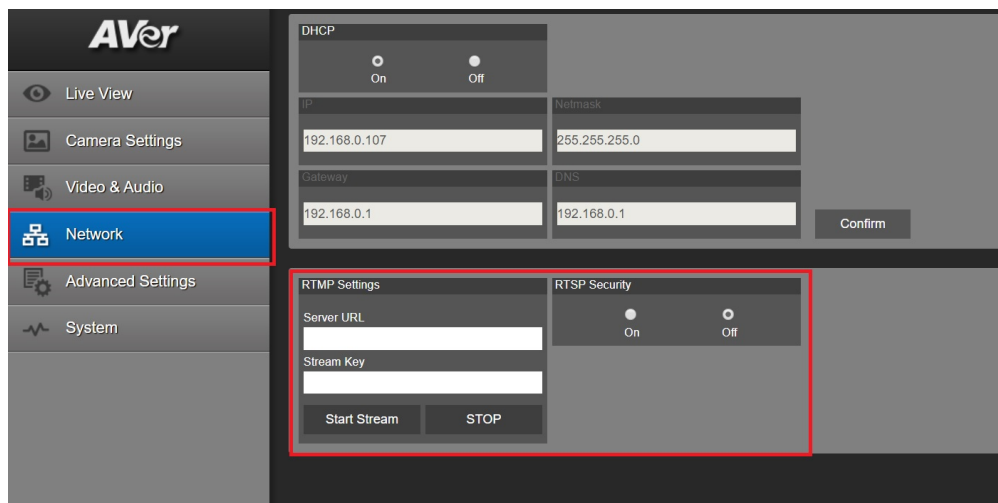 AVer
Live View
Camera Settings
Video & Audio
Network
Advanced Settings
System
DHCP
On Off
IP Netmask
192.168.0.107 255.255.255.0
Gateway DNS
192.168.0.1 192.168.0.1
Confirm
RTMP Settings RTSP Security
Server URL
On Off
Stream Key
Start Stream STOP